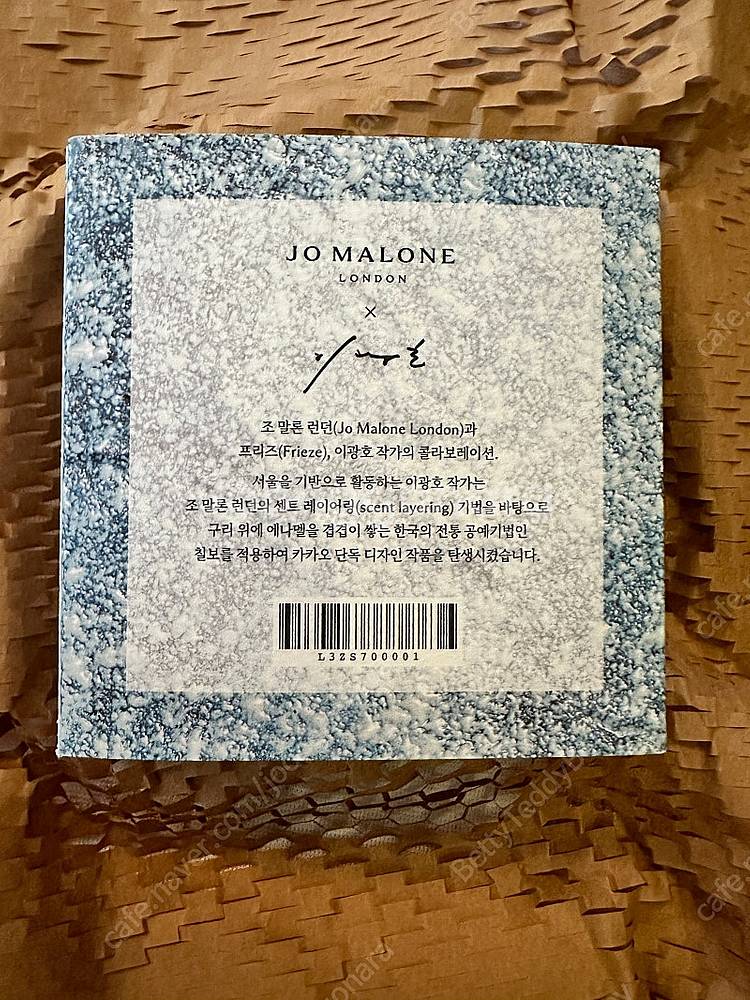 JO MALONE
LONDON
×
조 말론 런던(Jo Malone London)과
프리즈(Frieze), 이광호 작가의 콜라보레이션.
서울을 기반으로 활동하는 이광호 작가는
조 말론 런던의 센트 레이어링(scent layering) 기법을 바탕으로
구리 위에 에나멜을 겹겹이 쌓는 한국의 전통 공예기법인
칠보를 적용하여 카카오 단독 디자인 작품을 탄생시켰습니다.
L3ZS700001